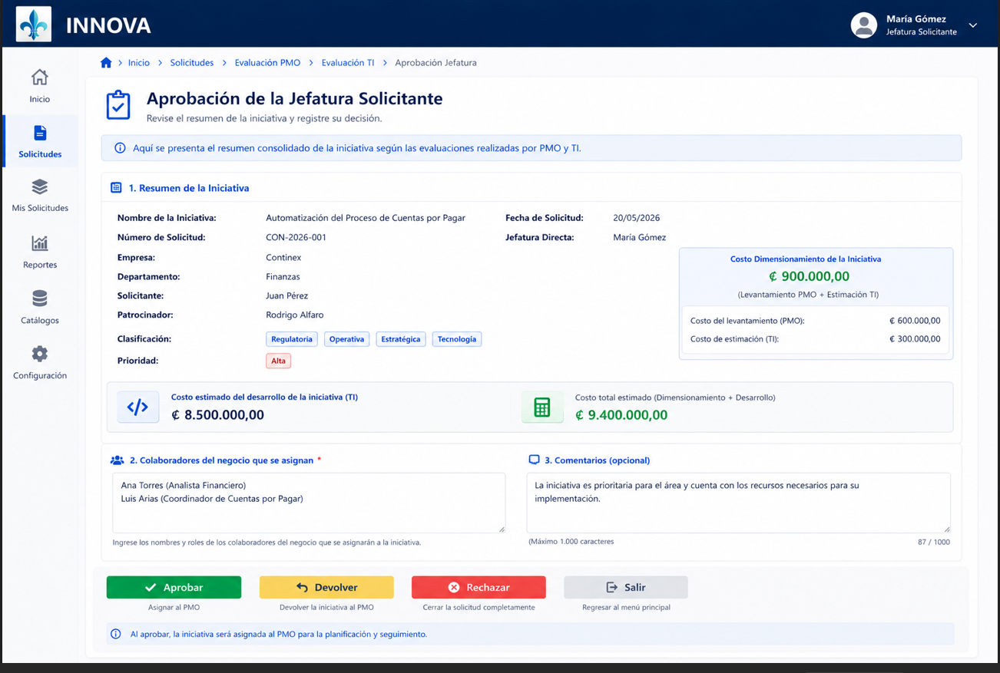 INNOVA
María Gómez
Jefatura Solicitante
Inicio
Solicitudes
Mis Solicitudes
Reportes
Catálogos
Configuración
Inicio > Solicitudes > Evaluación PMO > Evaluación TI > Aprobación Jefatura
Aprobación de la Jefatura Solicitante
Revise el resumen de la iniciativa y registre su decisión.
Aquí se presenta el resumen consolidado de la iniciativa según las evaluaciones realizadas por PMO y TI.
1. Resumen de la Iniciativa
Nombre de la Iniciativa: Automatización del Proceso de Cuentas por Pagar
Número de Solicitud: CON-2026-001
Empresa: Continex
Departamento: Finanzas
Solicitante: Juan Pérez
Patrocinador: Rodrigo Alfaro
Clasificación: Regulatoria Operativa Estratégica Tecnología
Prioridad: Alta
Fecha de Solicitud: 20/05/2026
Jefatura Directa: María Gómez
Costo Dimensionamiento de la Iniciativa
₡ 900.000,00
(Levantamiento PMO + Estimación TI)
Costo del levantamiento (PMO): ₡ 600.000,00
Costo de estimación (TI): ₡ 300.000,00
Costo estimado del desarrollo de la iniciativa (TI)
₡ 8.500.000,00
Costo total estimado (Dimensionamiento + Desarrollo)
₡ 9.400.000,00
2. Colaboradores del negocio que se asignan *
Ana Torres (Analista Financiero)
Luis Arias (Coordinador de Cuentas por Pagar)
Ingrese los nombres y roles de los colaboradores del negocio que se asignarán a la iniciativa.
3. Comentarios (opcional)
La iniciativa es prioritaria para el área y cuenta con los recursos necesarios para su
implementación.
(Máximo 1.000 caracteres
87 / 1000
Aprobar
Asignar al PMO
Devolver
Devolver la iniciativa al PMO
Rechazar
Cerrar la solicitud completamente
Salir
Regresar al menú principal
Al aprobar, la iniciativa será asignada al PMO para la planificación y seguimiento.